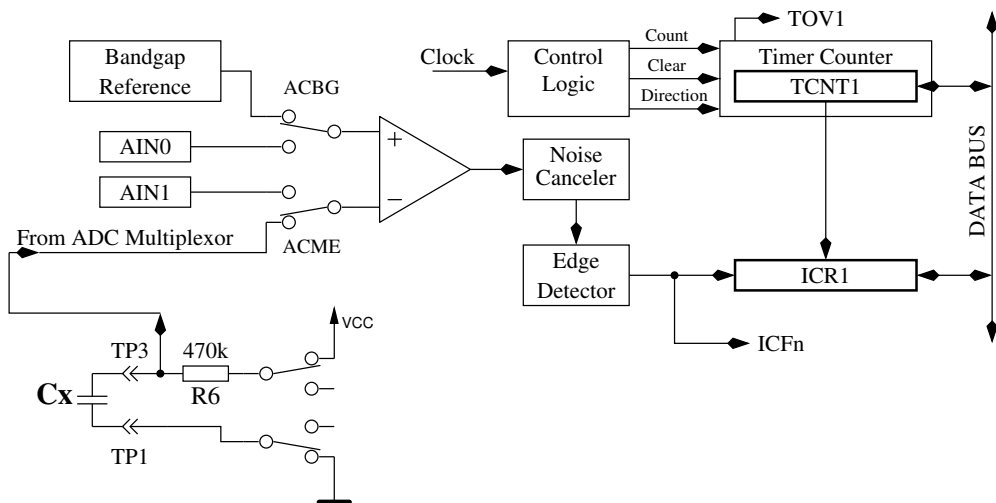 Bandgap
Reference
ACBG
AIN0
AIN1
ACME
From ADC Multiplexor
+
−
Clock
Control
Logic
Count
Clear
Direction
TOV1
Timer Counter
TCNT1
Noise
Canceler
Edge
Detector
ICR1
ICFn
DATA BUS
VCC
TP3
470k
R6
Cx
TP1